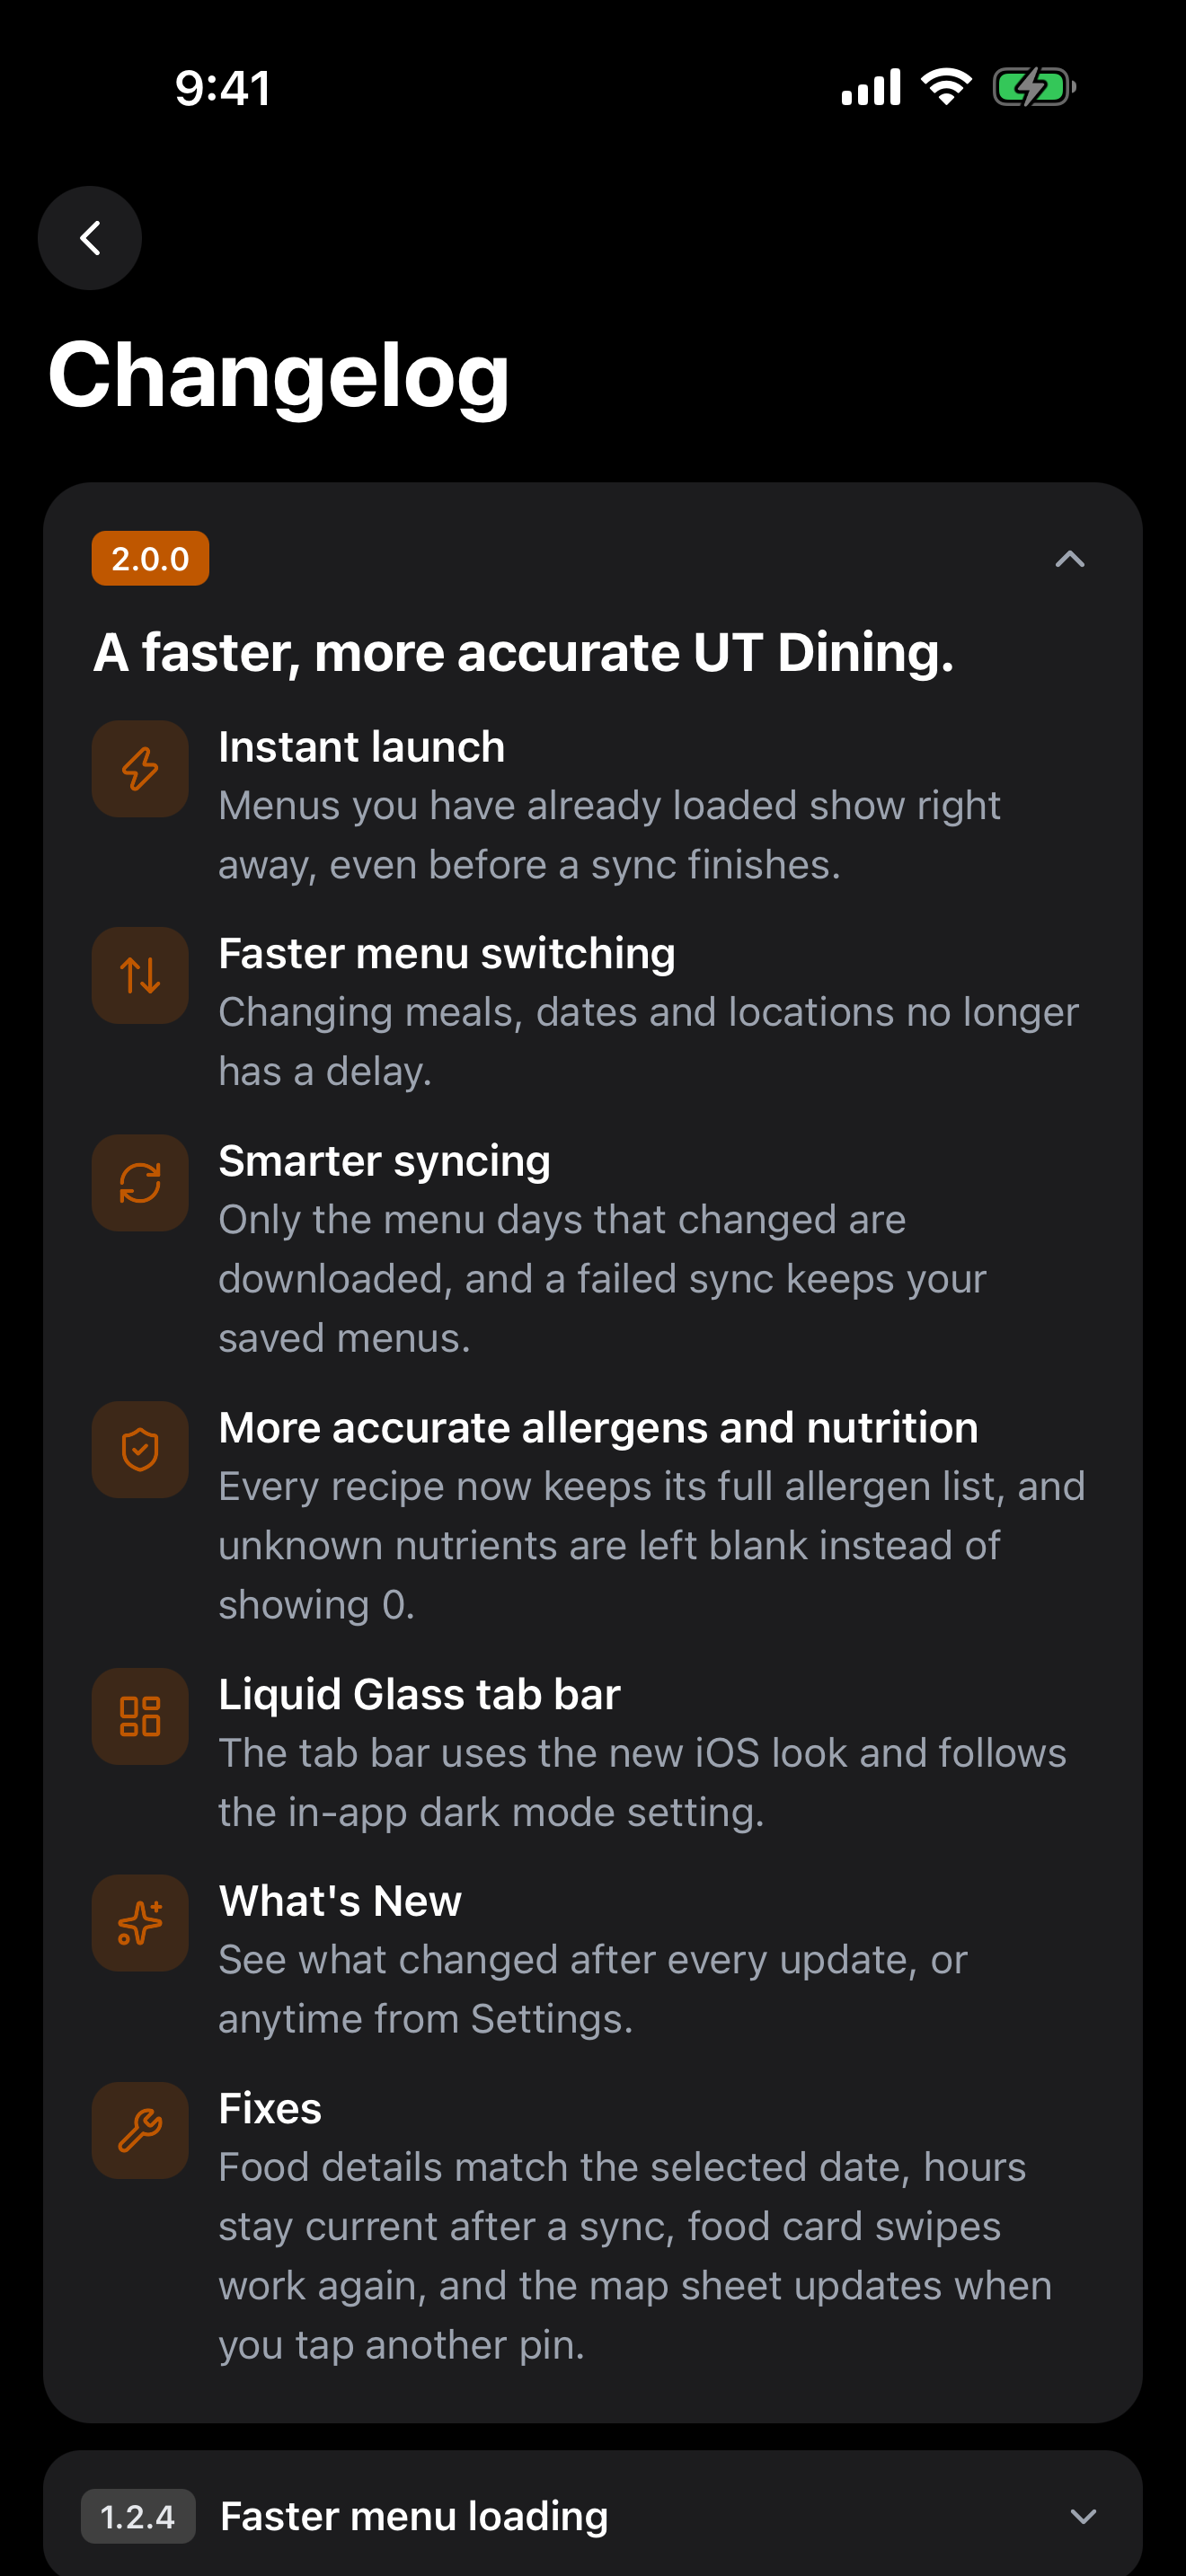 9:41
Changelog
2.0.0
A faster, more accurate UT Dining.
Instant launch
Menus you have already loaded show right
away, even before a sync finishes.
Faster menu switching
Changing meals, dates and locations no longer
has a delay.
Smarter syncing
Only the menu days that changed are
downloaded, and a failed sync keeps your
saved menus.
More accurate allergens and nutrition
Every recipe now keeps its full allergen list, and
unknown nutrients are left blank instead of
showing 0.
Liquid Glass tab bar
The tab bar uses the new iOS look and follows
the in-app dark mode setting.
What's New
See what changed after every update, or
anytime from Settings.
Fixes
Food details match the selected date, hours
stay current after a sync, food card swipes
work again, and the map sheet updates when
you tap another pin.
1.2.4 Faster menu loading